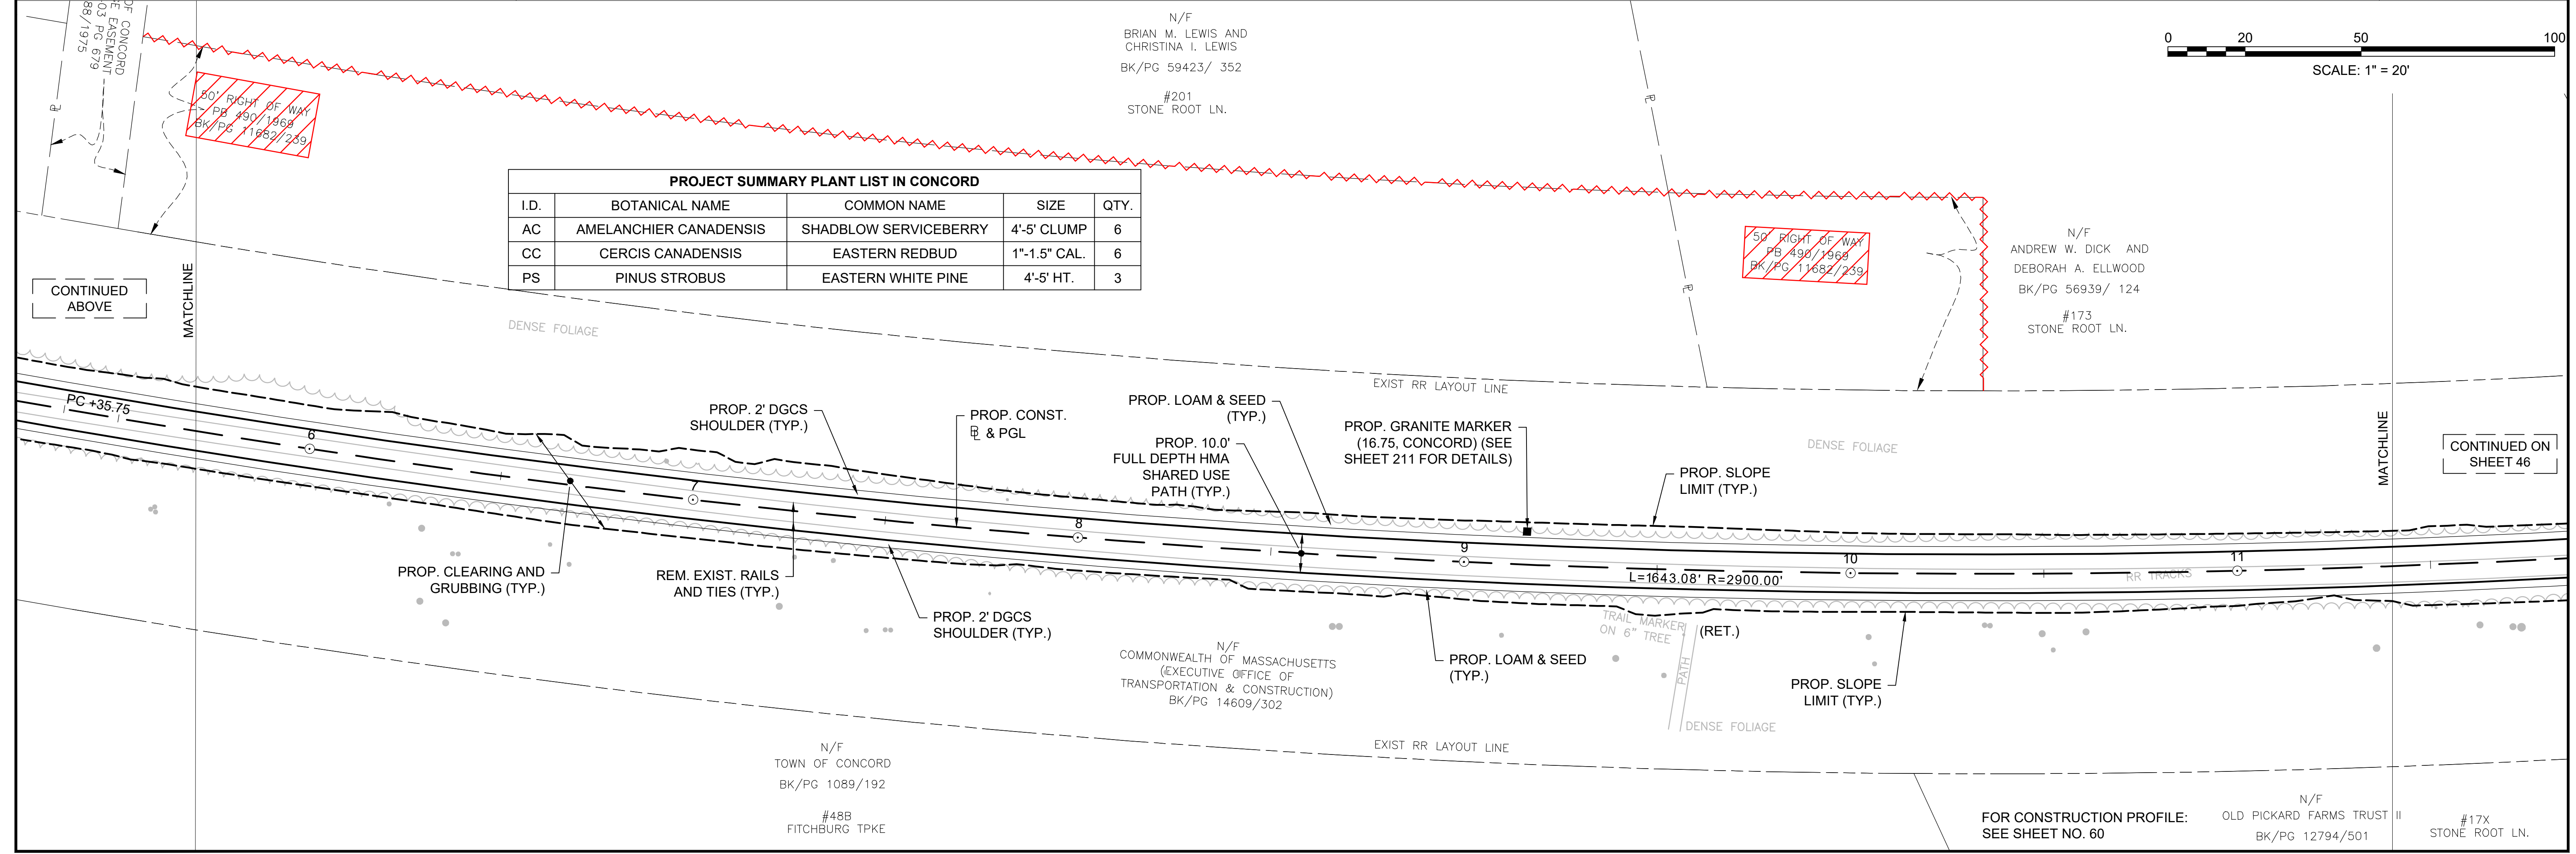 OF CONCORD
E EASEMENT
03 PG 679
88/1975
50' RIGHT OF WAY
PB 490/1969
BK/PG 11682/239
N/F
BRIAN M. LEWIS AND
CHRISTINA I. LEWIS
BK/PG 59423/ 352
#201
STONE ROOT LN.
0 20 50 100
SCALE: 1" = 20'
PROJECT SUMMARY PLANT LIST IN CONCORD
I.D. BOTANICAL NAME COMMON NAME SIZE QTY.
AC AMELANCHIER CANADENSIS SHADBLOW SERVICEBERRY 4'-5' CLUMP 6
CC CERCIS CANADENSIS EASTERN REDBUD 1"-1.5" CAL. 6
PS PINUS STROBUS EASTERN WHITE PINE 4'-5' HT. 3
50' RIGHT OF WAY
PB 490/1969
BK/PG 11682/239
N/F
ANDREW W. DICK AND
DEBORAH A. ELLWOOD
BK/PG 56939/ 124
#173
STONE ROOT LN.
CONTINUED
ABOVE
MATCHLINE
DENSE FOLIAGE
EXIST RR LAYOUT LINE
PC +35.75
6
PROP. 2' DGCS
SHOULDER (TYP.)
PROP. CONST.
℄ & PGL
PROP. LOAM & SEED
(TYP.)
PROP. 10.0'
FULL DEPTH HMA
SHARED USE
PATH (TYP.)
PROP. GRANITE MARKER
(16.75, CONCORD) (SEE
SHEET 211 FOR DETAILS)
PROP. SLOPE
LIMIT (TYP.)
DENSE FOLIAGE
MATCHLINE
CONTINUED ON
SHEET 46
7
8
9
10
11
L=1643.08' R=2900.00'
RR TRACKS
PROP. CLEARING AND
GRUBBING (TYP.)
REM. EXIST. RAILS
AND TIES (TYP.)
PROP. 2' DGCS
SHOULDER (TYP.)
N/F
COMMONWEALTH OF MASSACHUSETTS
(EXECUTIVE OFFICE OF
TRANSPORTATION & CONSTRUCTION)
BK/PG 14609/302
PROP. LOAM & SEED
(TYP.)
TRAIL MARKER
ON 6" TREE
(RET.)
PATH
DENSE FOLIAGE
PROP. SLOPE
LIMIT (TYP.)
EXIST RR LAYOUT LINE
N/F
TOWN OF CONCORD
BK/PG 1089/192
#48B
FITCHBURG TPKE
FOR CONSTRUCTION PROFILE:
SEE SHEET NO. 60
N/F
OLD PICKARD FARMS TRUST II
BK/PG 12794/501
#17X
STONE ROOT LN.